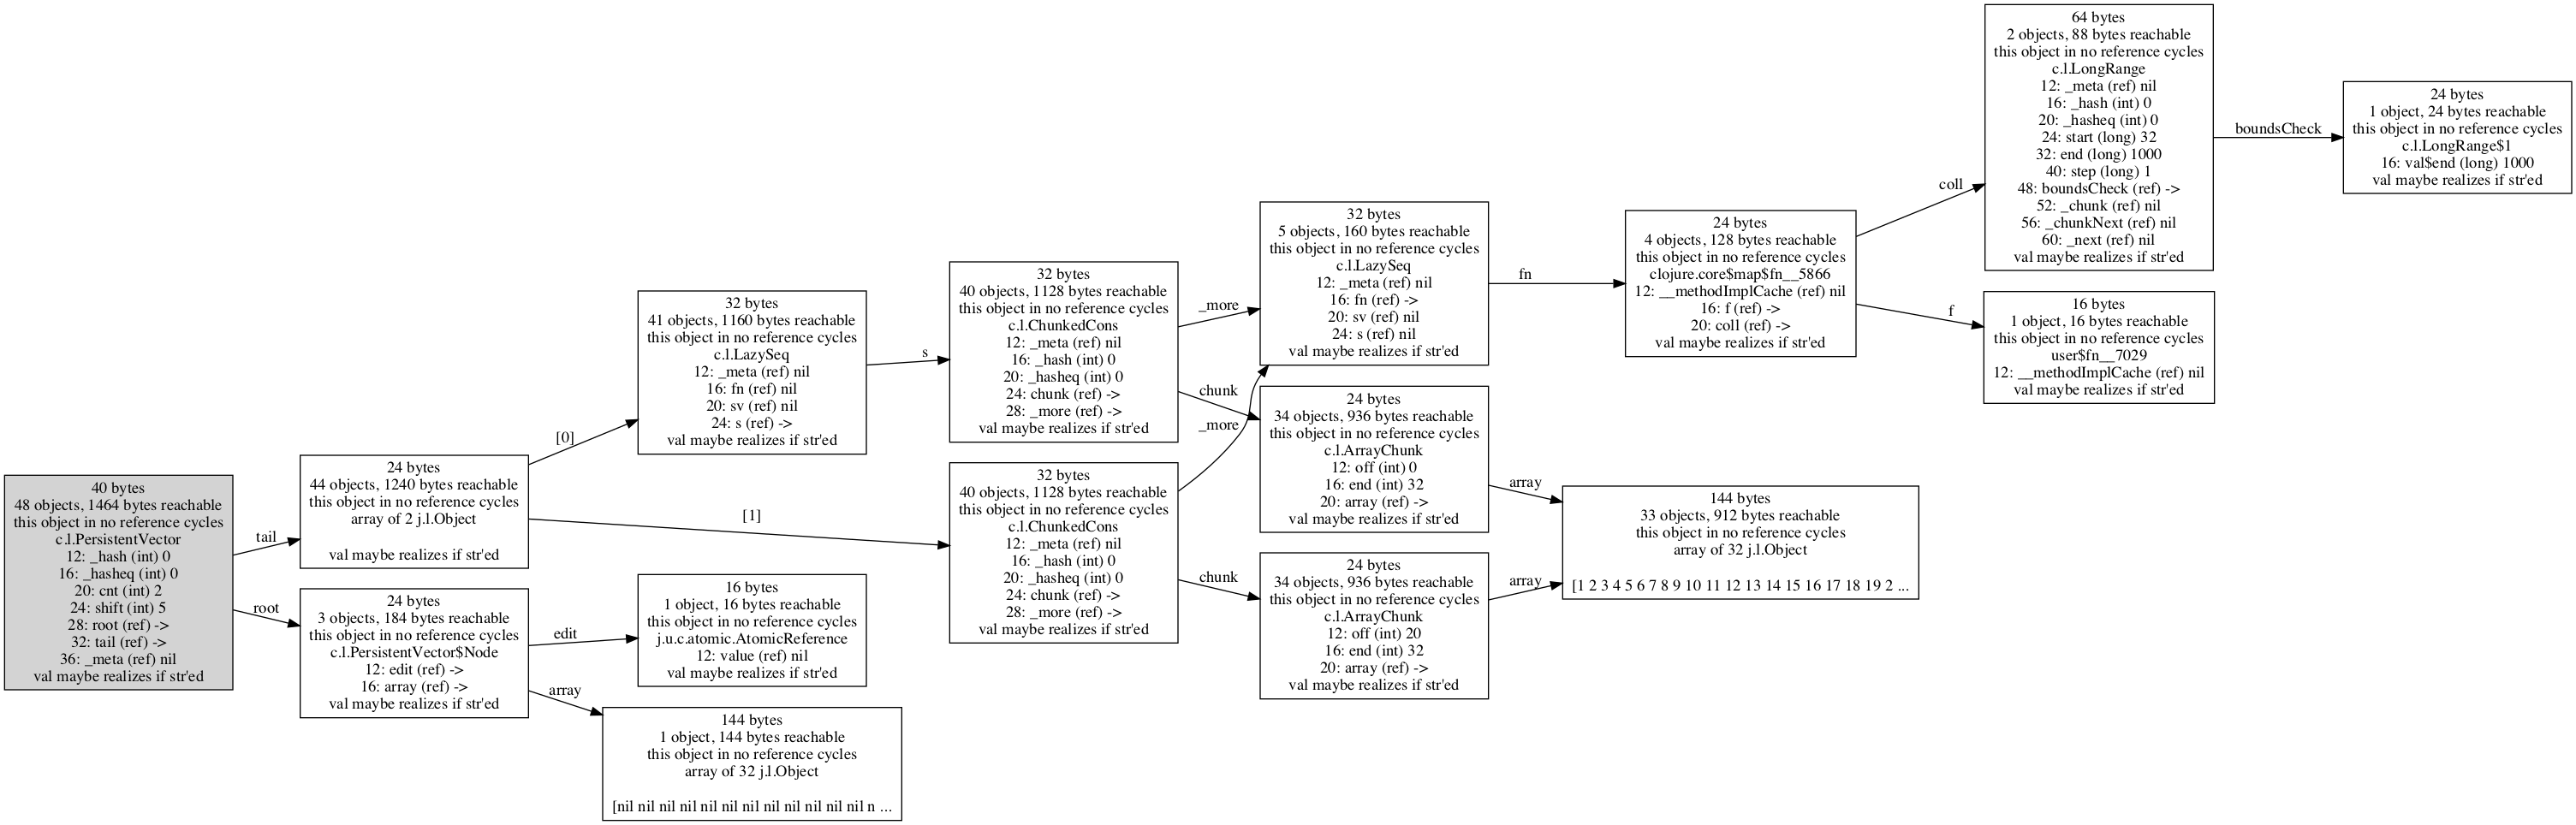 40 bytes
48 objects, 1464 bytes reachable
this object in no reference cycles
c.l.PersistentVector
12: _hash (int) 0
16: _hasheq (int) 0
20: cnt (int) 2
24: shift (int) 5
28: root (ref) ->
32: tail (ref) ->
36: _meta (ref) nil
val maybe realizes if str'ed
tail
root
24 bytes
44 objects, 1240 bytes reachable
this object in no reference cycles
array of 2 j.l.Object
val maybe realizes if str'ed
[0]
[1]
24 bytes
3 objects, 184 bytes reachable
this object in no reference cycles
c.l.PersistentVector$Node
12: edit (ref) ->
16: array (ref) ->
val maybe realizes if str'ed
edit
array
32 bytes
41 objects, 1160 bytes reachable
this object in no reference cycles
c.l.LazySeq
12: _meta (ref) nil
16: fn (ref) nil
20: sv (ref) nil
24: s (ref) ->
val maybe realizes if str'ed
s
16 bytes
1 object, 16 bytes reachable
this object in no reference cycles
j.u.c.atomic.AtomicReference
12: value (ref) nil
val maybe realizes if str'ed
144 bytes
1 object, 144 bytes reachable
this object in no reference cycles
array of 32 j.l.Object
[nil nil nil nil nil nil nil nil nil nil nil nil n ...
32 bytes
40 objects, 1128 bytes reachable
this object in no reference cycles
c.l.ChunkedCons
12: _meta (ref) nil
16: _hash (int) 0
20: _hasheq (int) 0
24: chunk (ref) ->
28: _more (ref) ->
val maybe realizes if str'ed
_more
chunk
32 bytes
40 objects, 1128 bytes reachable
this object in no reference cycles
c.l.ChunkedCons
12: _meta (ref) nil
16: _hash (int) 0
20: _hasheq (int) 0
24: chunk (ref) ->
28: _more (ref) ->
val maybe realizes if str'ed
_more
chunk
32 bytes
5 objects, 160 bytes reachable
this object in no reference cycles
c.l.LazySeq
12: _meta (ref) nil
16: fn (ref) ->
20: sv (ref) nil
24: s (ref) nil
val maybe realizes if str'ed
fn
24 bytes
34 objects, 936 bytes reachable
this object in no reference cycles
c.l.ArrayChunk
12: off (int) 0
16: end (int) 32
20: array (ref) ->
val maybe realizes if str'ed
array
24 bytes
34 objects, 936 bytes reachable
this object in no reference cycles
c.l.ArrayChunk
12: off (int) 20
16: end (int) 32
20: array (ref) ->
val maybe realizes if str'ed
array
144 bytes
33 objects, 912 bytes reachable
this object in no reference cycles
array of 32 j.l.Object
[1 2 3 4 5 6 7 8 9 10 11 12 13 14 15 16 17 18 19 2 ...
24 bytes
4 objects, 128 bytes reachable
this object in no reference cycles
clojure.core$map$fn__5866
12: __methodImplCache (ref) nil
16: f (ref) ->
20: coll (ref) ->
val maybe realizes if str'ed
coll
f
64 bytes
2 objects, 88 bytes reachable
this object in no reference cycles
c.l.LongRange
12: _meta (ref) nil
16: _hash (int) 0
20: _hasheq (int) 0
24: start (long) 32
32: end (long) 1000
40: step (long) 1
48: boundsCheck (ref) ->
52: _chunk (ref) nil
56: _chunkNext (ref) nil
60: _next (ref) nil
val maybe realizes if str'ed
boundsCheck
16 bytes
1 object, 16 bytes reachable
this object in no reference cycles
user$fn__7029
12: __methodImplCache (ref) nil
val maybe realizes if str'ed
24 bytes
1 object, 24 bytes reachable
this object in no reference cycles
c.l.LongRange$1
16: val$end (long) 1000
val maybe realizes if str'ed